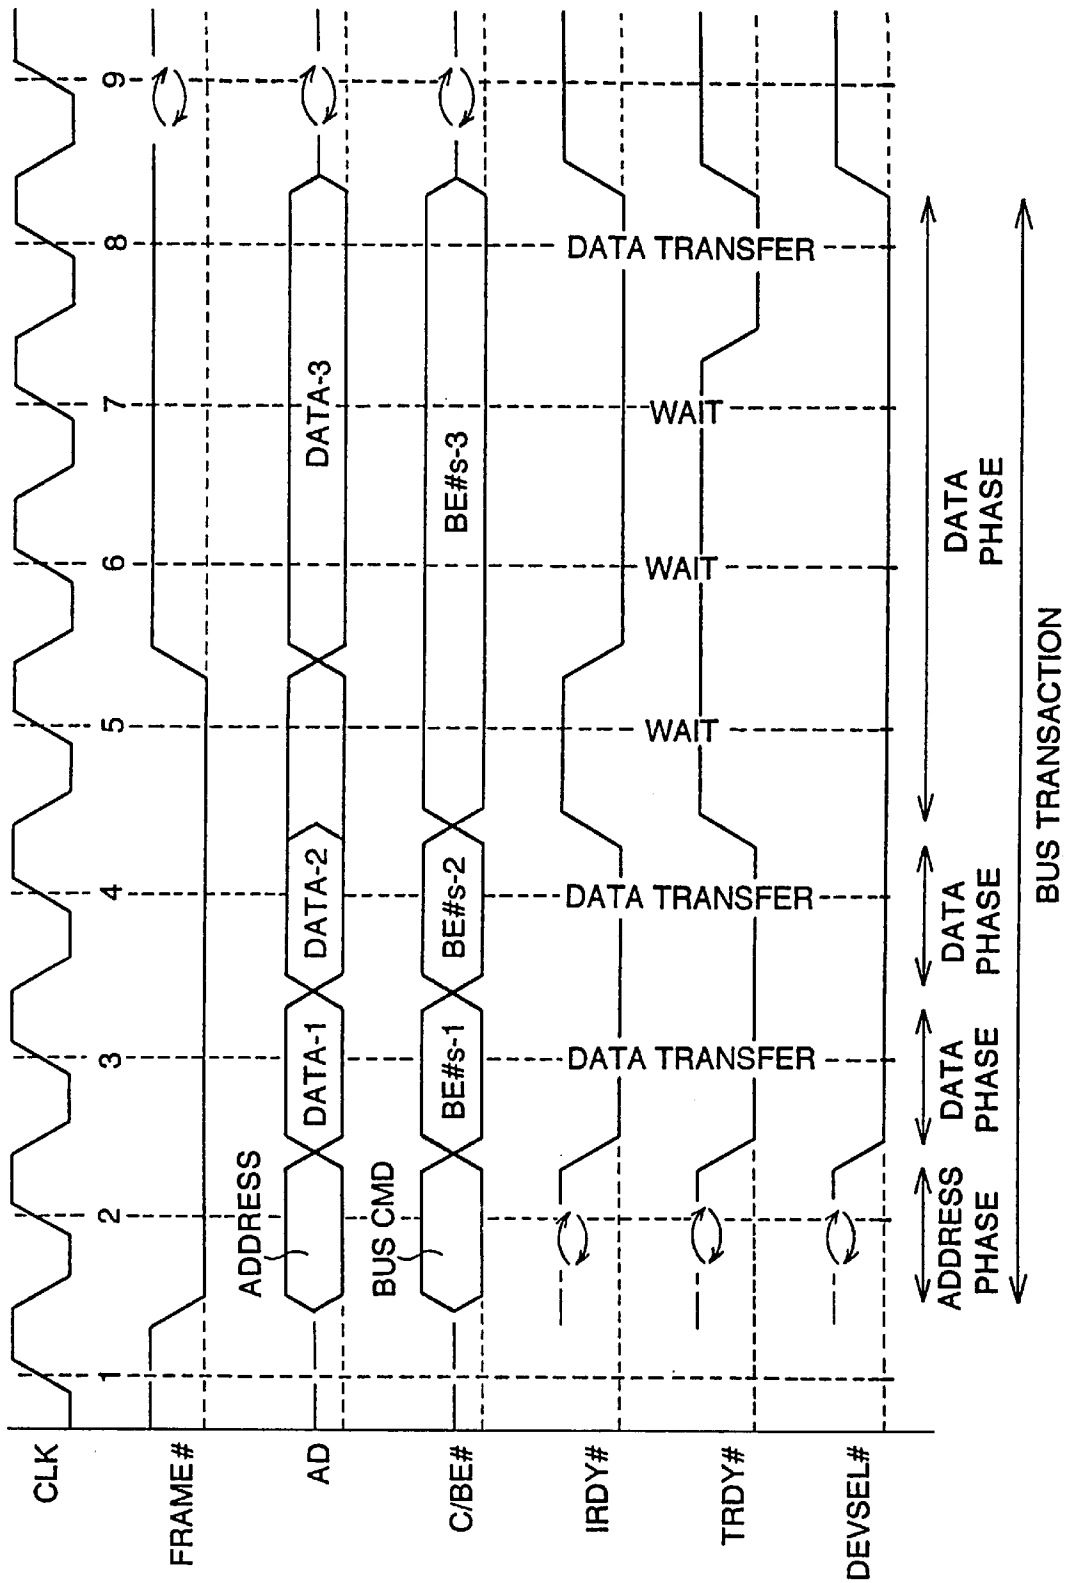 CLK
1
2
3
4
5
6
7
8
9
FRAME#
AD
ADDRESS
DATA-1
DATA-2
DATA-3
C/BE#
BUS CMD
BE#s-1
BE#s-2
BE#s-3
IRDY#
DATA TRANSFER
DATA TRANSFER
WAIT
WAIT
WAIT
DATA TRANSFER
TRDY#
DEVSEL#
ADDRESS
PHASE
DATA
PHASE
DATA
PHASE
DATA
PHASE
BUS TRANSACTION